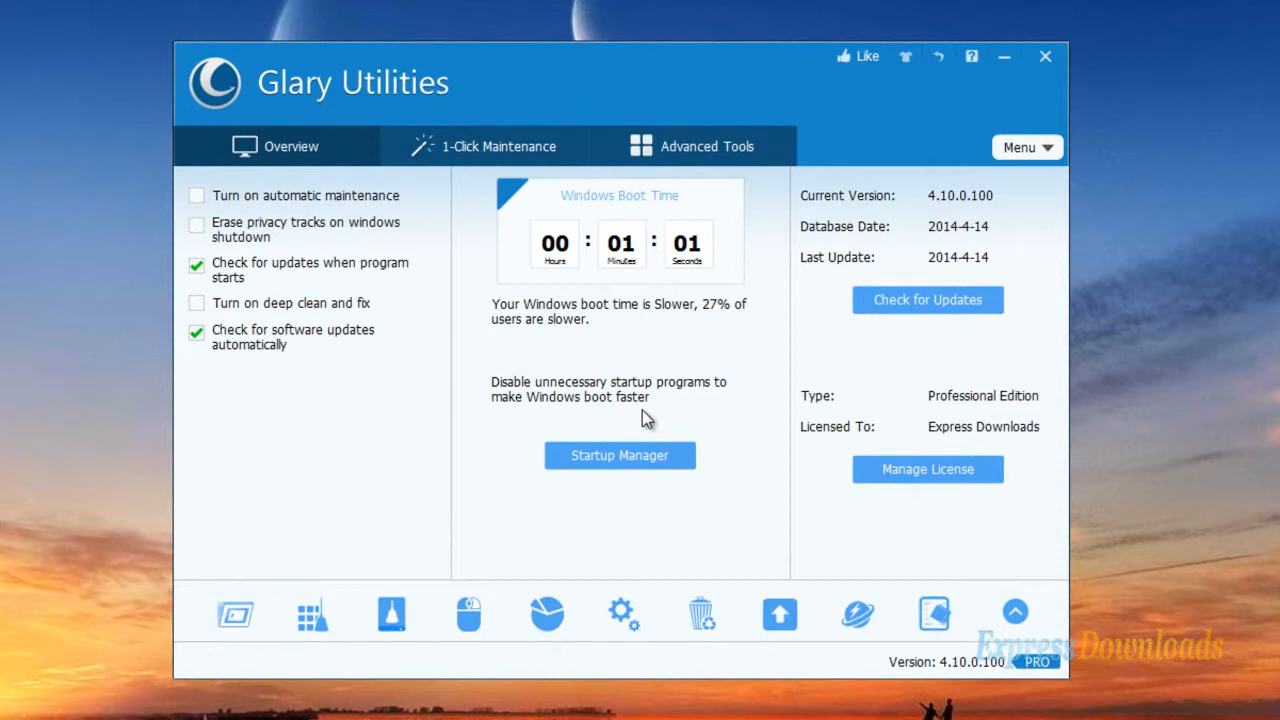 Like
Glary Utilities
Overview
1-Click Maintenance
Advanced Tools
Menu
Turn on automatic maintenance
Erase privacy tracks on windows
shutdown
Check for updates when program
starts
Turn on deep clean and fix
Check for software updates
automatically
Windows Boot Time
00 : 01 : 01
Hours Minutes Seconds
Your Windows boot time is Slower, 27% of
users are slower.
Disable unnecessary startup programs to
make Windows boot faster
Startup Manager
Current Version: 4.10.0.100
Database Date: 2014-4-14
Last Update: 2014-4-14
Check for Updates
Type: Professional Edition
Licensed To: Express Downloads
Manage License
Express Downloads
Version: 4.10.0.100 PRO